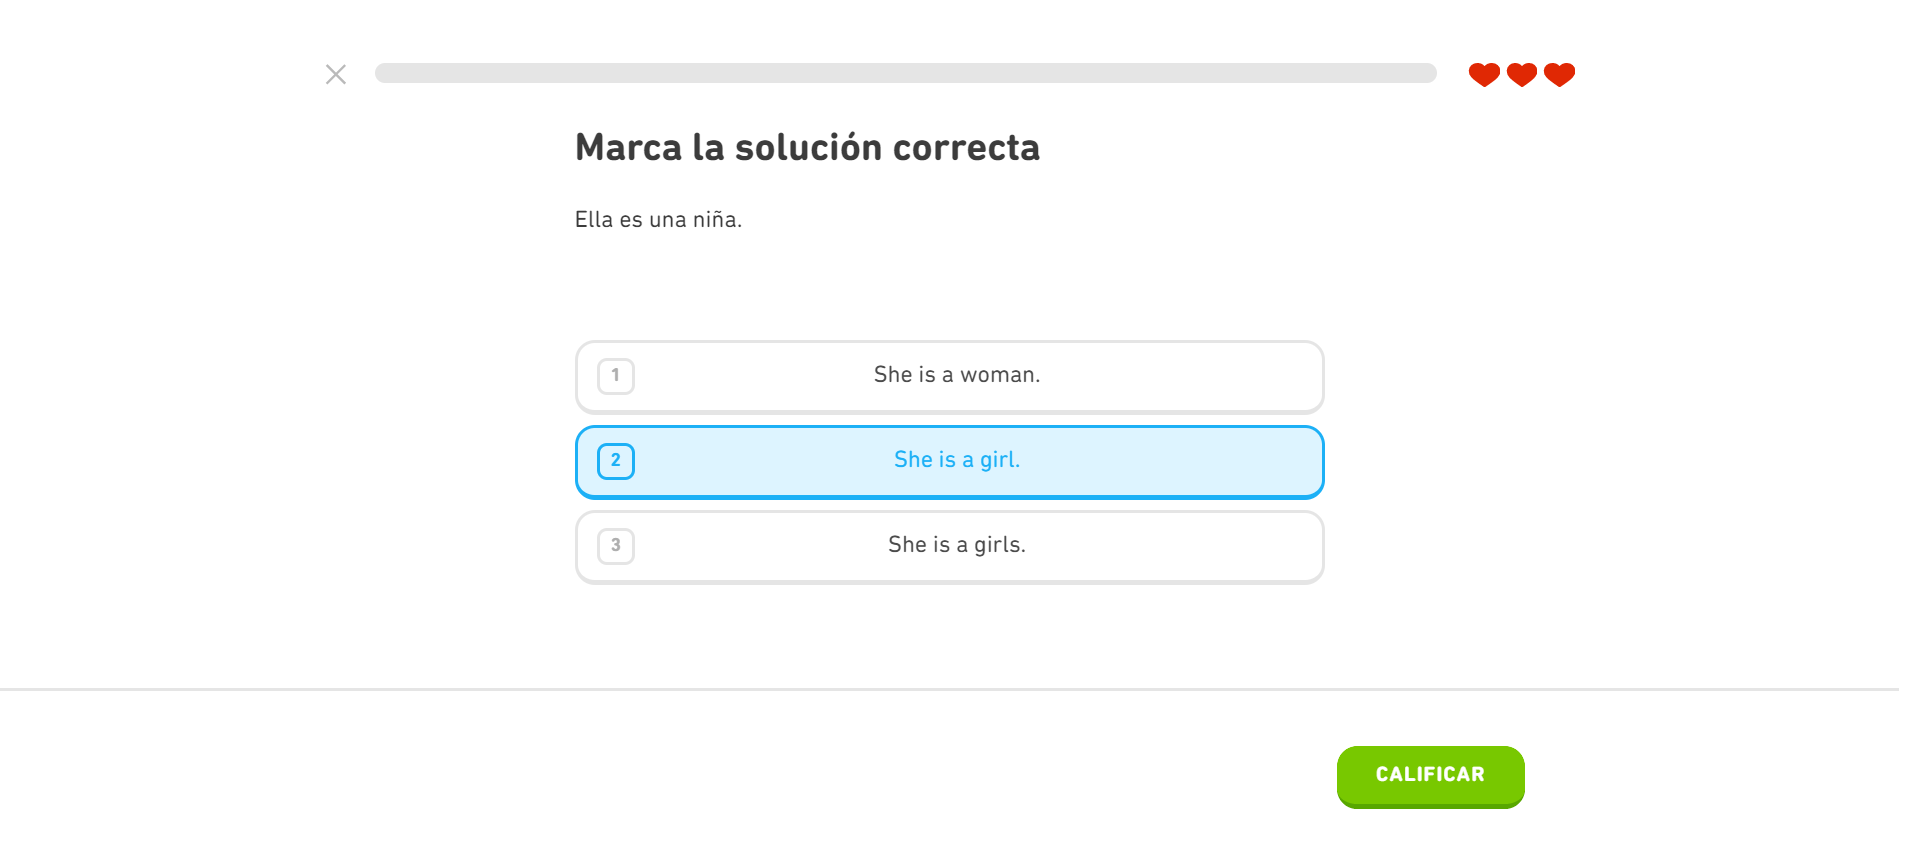 Marca la solución correcta
Ella es una niña.
1 She is a woman.
2 She is a girl.
3 She is a girls.
CALIFICAR